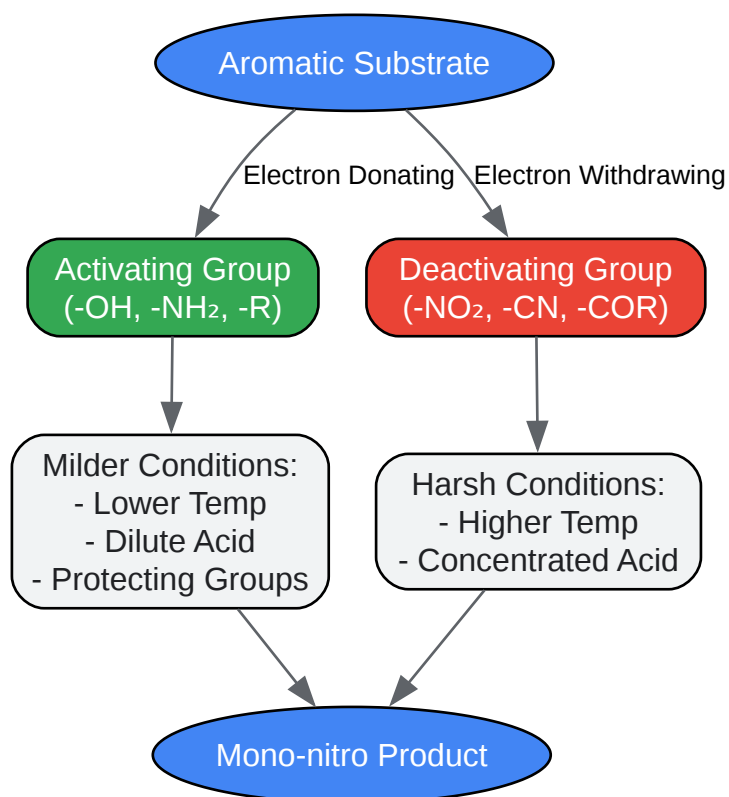 Aromatic Substrate
Electron Donating
Electron Withdrawing
Activating Group
(-OH, -NH₂, -R)
Deactivating Group
(-NO₂, -CN, -COR)
Milder Conditions:
- Lower Temp
- Dilute Acid
- Protecting Groups
Harsh Conditions:
- Higher Temp
- Concentrated Acid
Mono-nitro Product